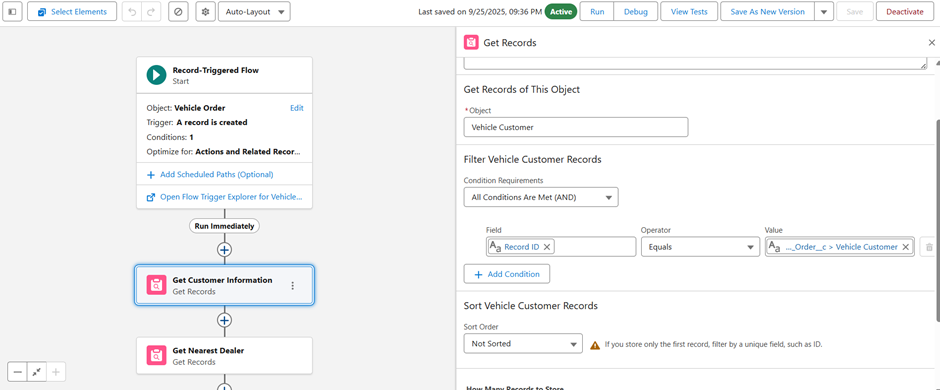 Select Elements
Auto-Layout
Last saved on 9/25/2025, 09:36 PM
Active
Run
Debug
View Tests
Save As New Version
Save
Deactivate
Record-Triggered Flow
Start
Object: Vehicle Order
Edit
Trigger: A record is created
Conditions: 1
Optimize for: Actions and Related Recor...
Add Scheduled Paths (Optional)
Open Flow Trigger Explorer for Vehicle...
Run Immediately
Get Customer Information
Get Records
Get Nearest Dealer
Get Records
Get Records
Get Records of This Object
*Object
Vehicle Customer
Filter Vehicle Customer Records
Condition Requirements
All Conditions Are Met (AND)
Field
Operator
Value
Aa Record ID
Equals
Aa ..._Order__c > Vehicle Customer
Add Condition
Sort Vehicle Customer Records
Sort Order
Not Sorted
If you store only the first record, filter by a unique field, such as ID.
How Many Records to Store